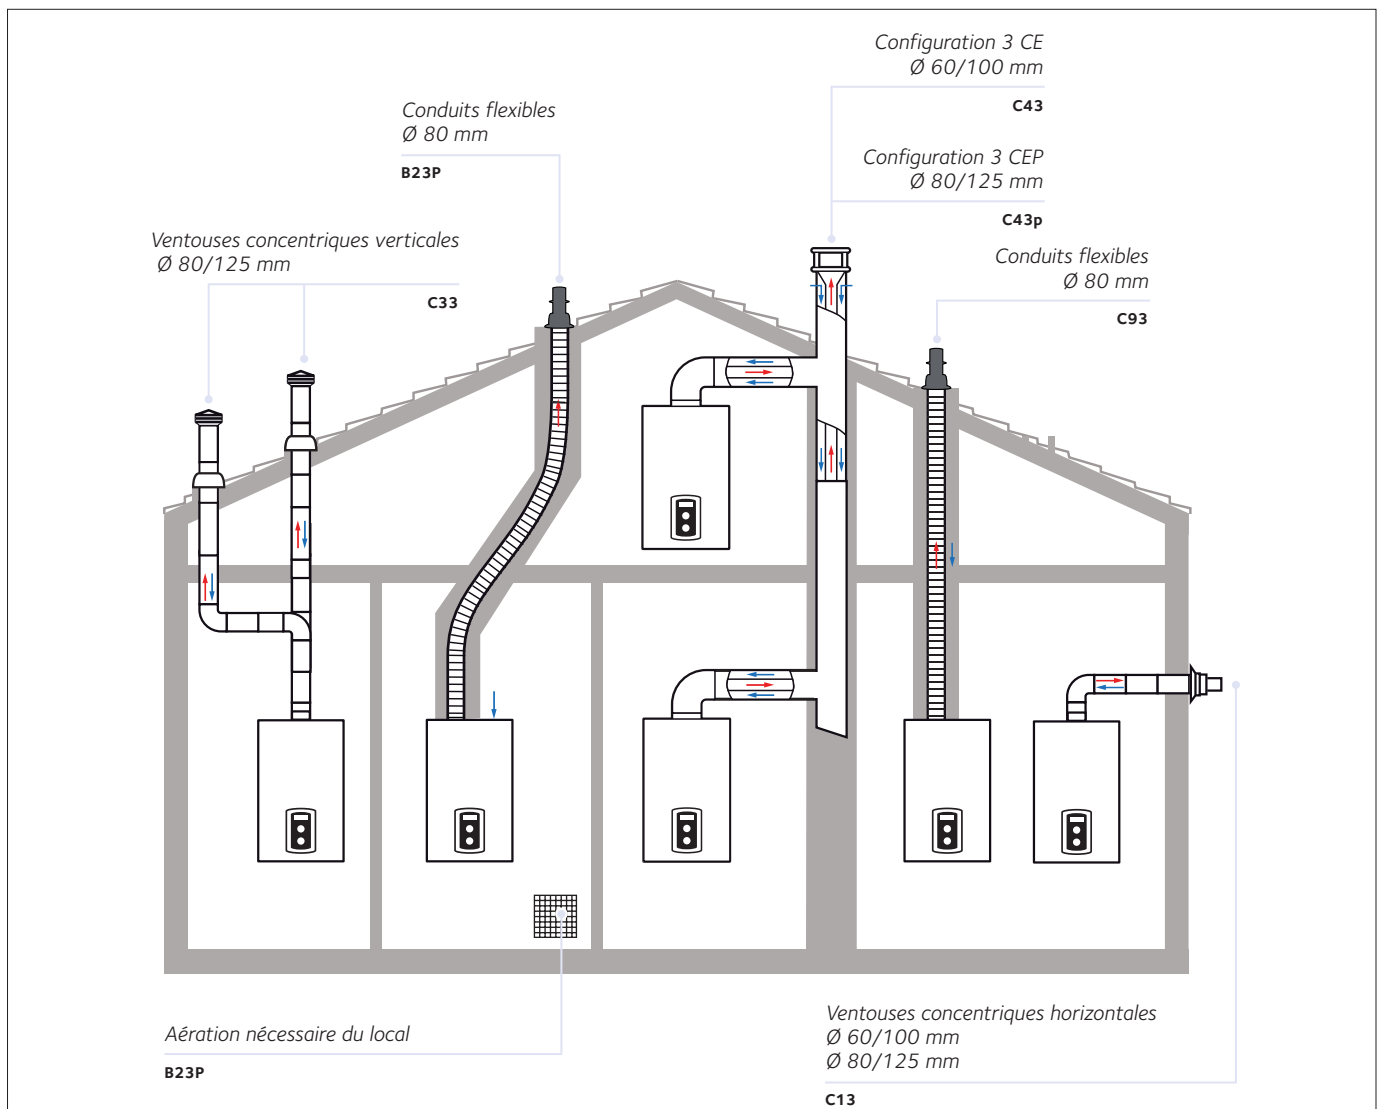 Configuration 3 CE
Ø 60/100 mm
C43
Conduits flexibles
Ø 80 mm
B23P
Configuration 3 CEP
Ø 80/125 mm
C43p
Ventouses concentriques verticales
Ø 80/125 mm
C33
Conduits flexibles
Ø 80 mm
C93
Aération nécessaire du local
B23P
Ventouses concentriques horizontales
Ø 60/100 mm
Ø 80/125 mm
C13